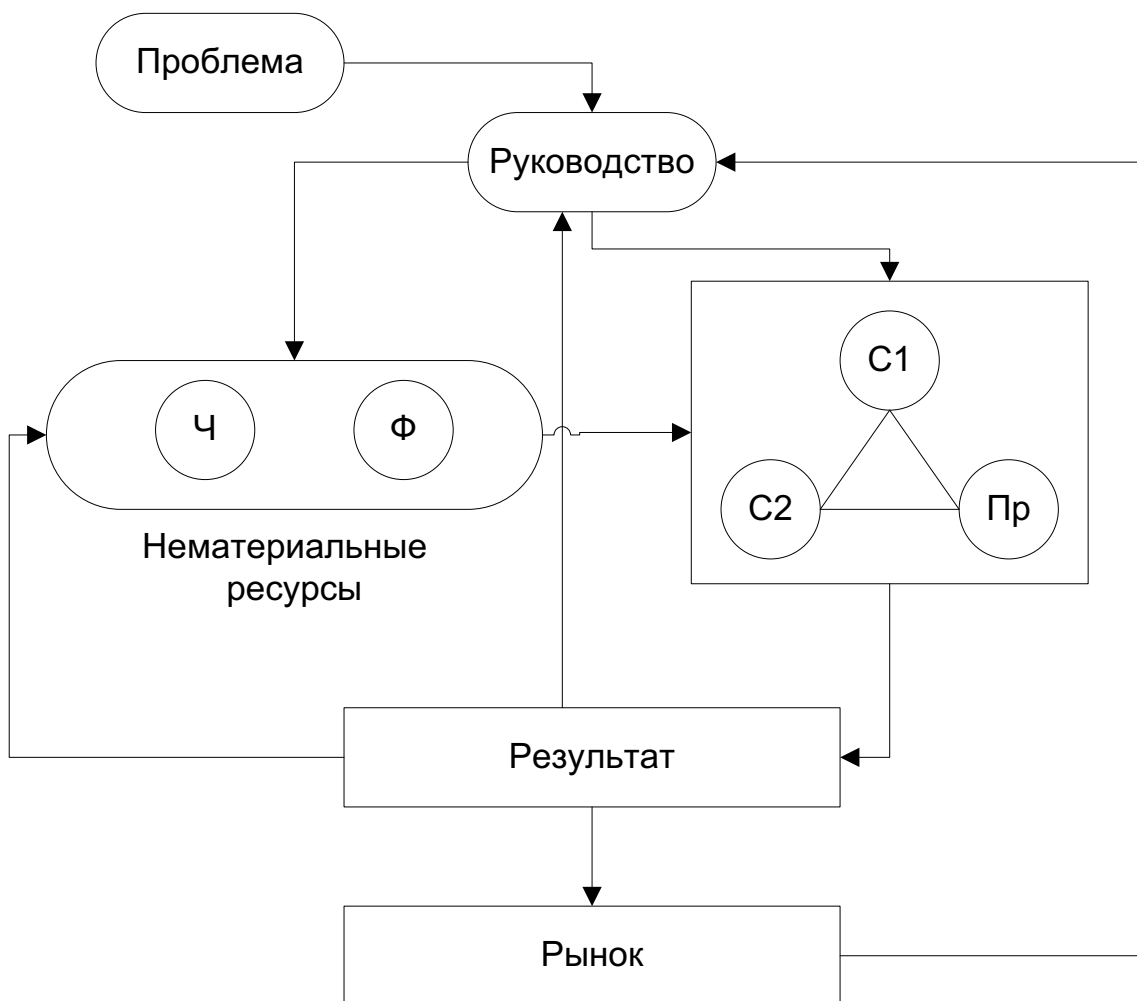 Проблема
Руководство
С1
Ч
Ф
С2
Пр
Нематериальные
ресурсы
Результат
Рынок